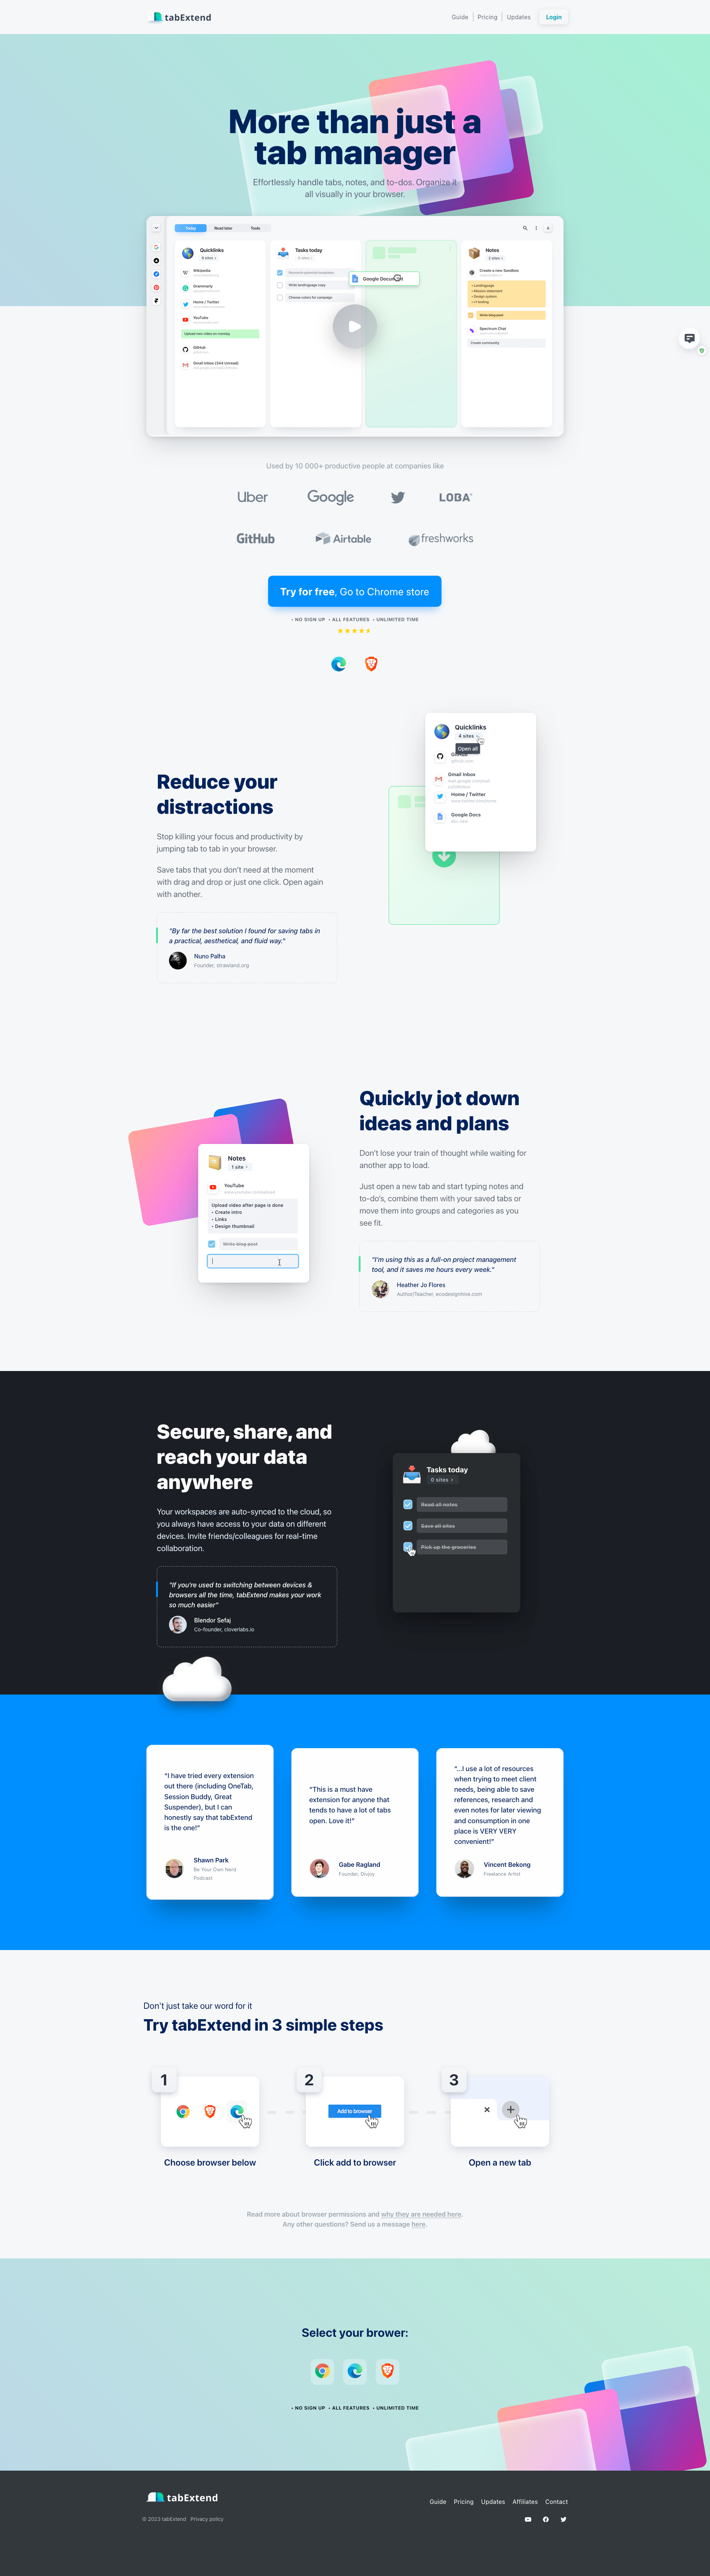 tabExtend
Guide
Pricing
Updates
Login
More than just a
tab manager
Effortlessly handle tabs, notes, and to-dos. Organize it
all visually in your browser.
Today
Read later
Tools
Quicklinks
6 sites ›
Wikipedia
Grammarly
Home / Twitter
YouTube
Upload new video on monday
GitHub
Gmail Inbox (344 Unread)
Tasks today
0 sites ›
Write landingpage copy
Choose colors for campaign
Google Document
Notes
2 sites ›
Create a new Sandbox
• Landingpage
• Mission statement
• Design system
• v1 testing
Write blog post
Spectrum Chat
Create community
Used by 10 000+ productive people at companies like
Uber
Google
LOBA
GitHub
Airtable
freshworks
Try for free, Go to Chrome store
• NO SIGN UP • ALL FEATURES • UNLIMITED TIME
Quicklinks
4 sites
Open all
github.com
Gmail Inbox
Home / Twitter
www.twitter.com/home
Google Docs
doc.new
Reduce your
distractions
Stop killing your focus and productivity by
jumping tab to tab in your browser.
Save tabs that you don't need at the moment
with drag and drop or just one click. Open again
with another.
"By far the best solution I found for saving tabs in
a practical, aesthetical, and fluid way."
Nuno Palha
Founder, strawland.org
Quickly jot down
ideas and plans
Don't lose your train of thought while waiting for
another app to load.
Just open a new tab and start typing notes and
to-do's, combine them with your saved tabs or
move them into groups and categories as you
see fit.
"I'm using this as a full-on project management
tool, and it saves me hours every week."
Heather Jo Flores
Author/Teacher, ecodesignhive.com
Notes
1 site ›
YouTube
Upload video after page is done
• Create intro
• Links
• Design thumbnail
Write blog post
Secure, share, and
reach your data
anywhere
Your workspaces are auto-synced to the cloud, so
you always have access to your data on different
devices. Invite friends/colleagues for real-time
collaboration.
"If you're used to switching between devices &
browsers all the time, tabExtend makes your work
so much easier"
Blendor Sefaj
Co-founder, cloverlabs.io
Tasks today
0 sites ›
Read all notes
Save all sites
Pick up the groceries
"I have tried every extension
out there (including OneTab,
Session Buddy, Great
Suspender), but I can
honestly say that tabExtend
is the one!"
Shawn Park
Be Your Own Nerd
Podcast
"This is a must have
extension for anyone that
tends to have a lot of tabs
open. Love it!"
Gabe Ragland
Founder, Divjoy
"...I use a lot of resources
when trying to meet client
needs, being able to save
references, research and
even notes for later viewing
and consumption in one
place is VERY VERY
convenient!"
Vincent Bekong
Freelance Artist
Don't just take our word for it
Try tabExtend in 3 simple steps
1
2
Add to browser
3
Choose browser below
Click add to browser
Open a new tab
Read more about browser permissions and why they are needed here.
Any other questions? Send us a message here.
Select your brower:
• NO SIGN UP • ALL FEATURES • UNLIMITED TIME
tabExtend
Guide
Pricing
Updates
Affiliates
Contact
© 2023 tabExtend
Privacy policy